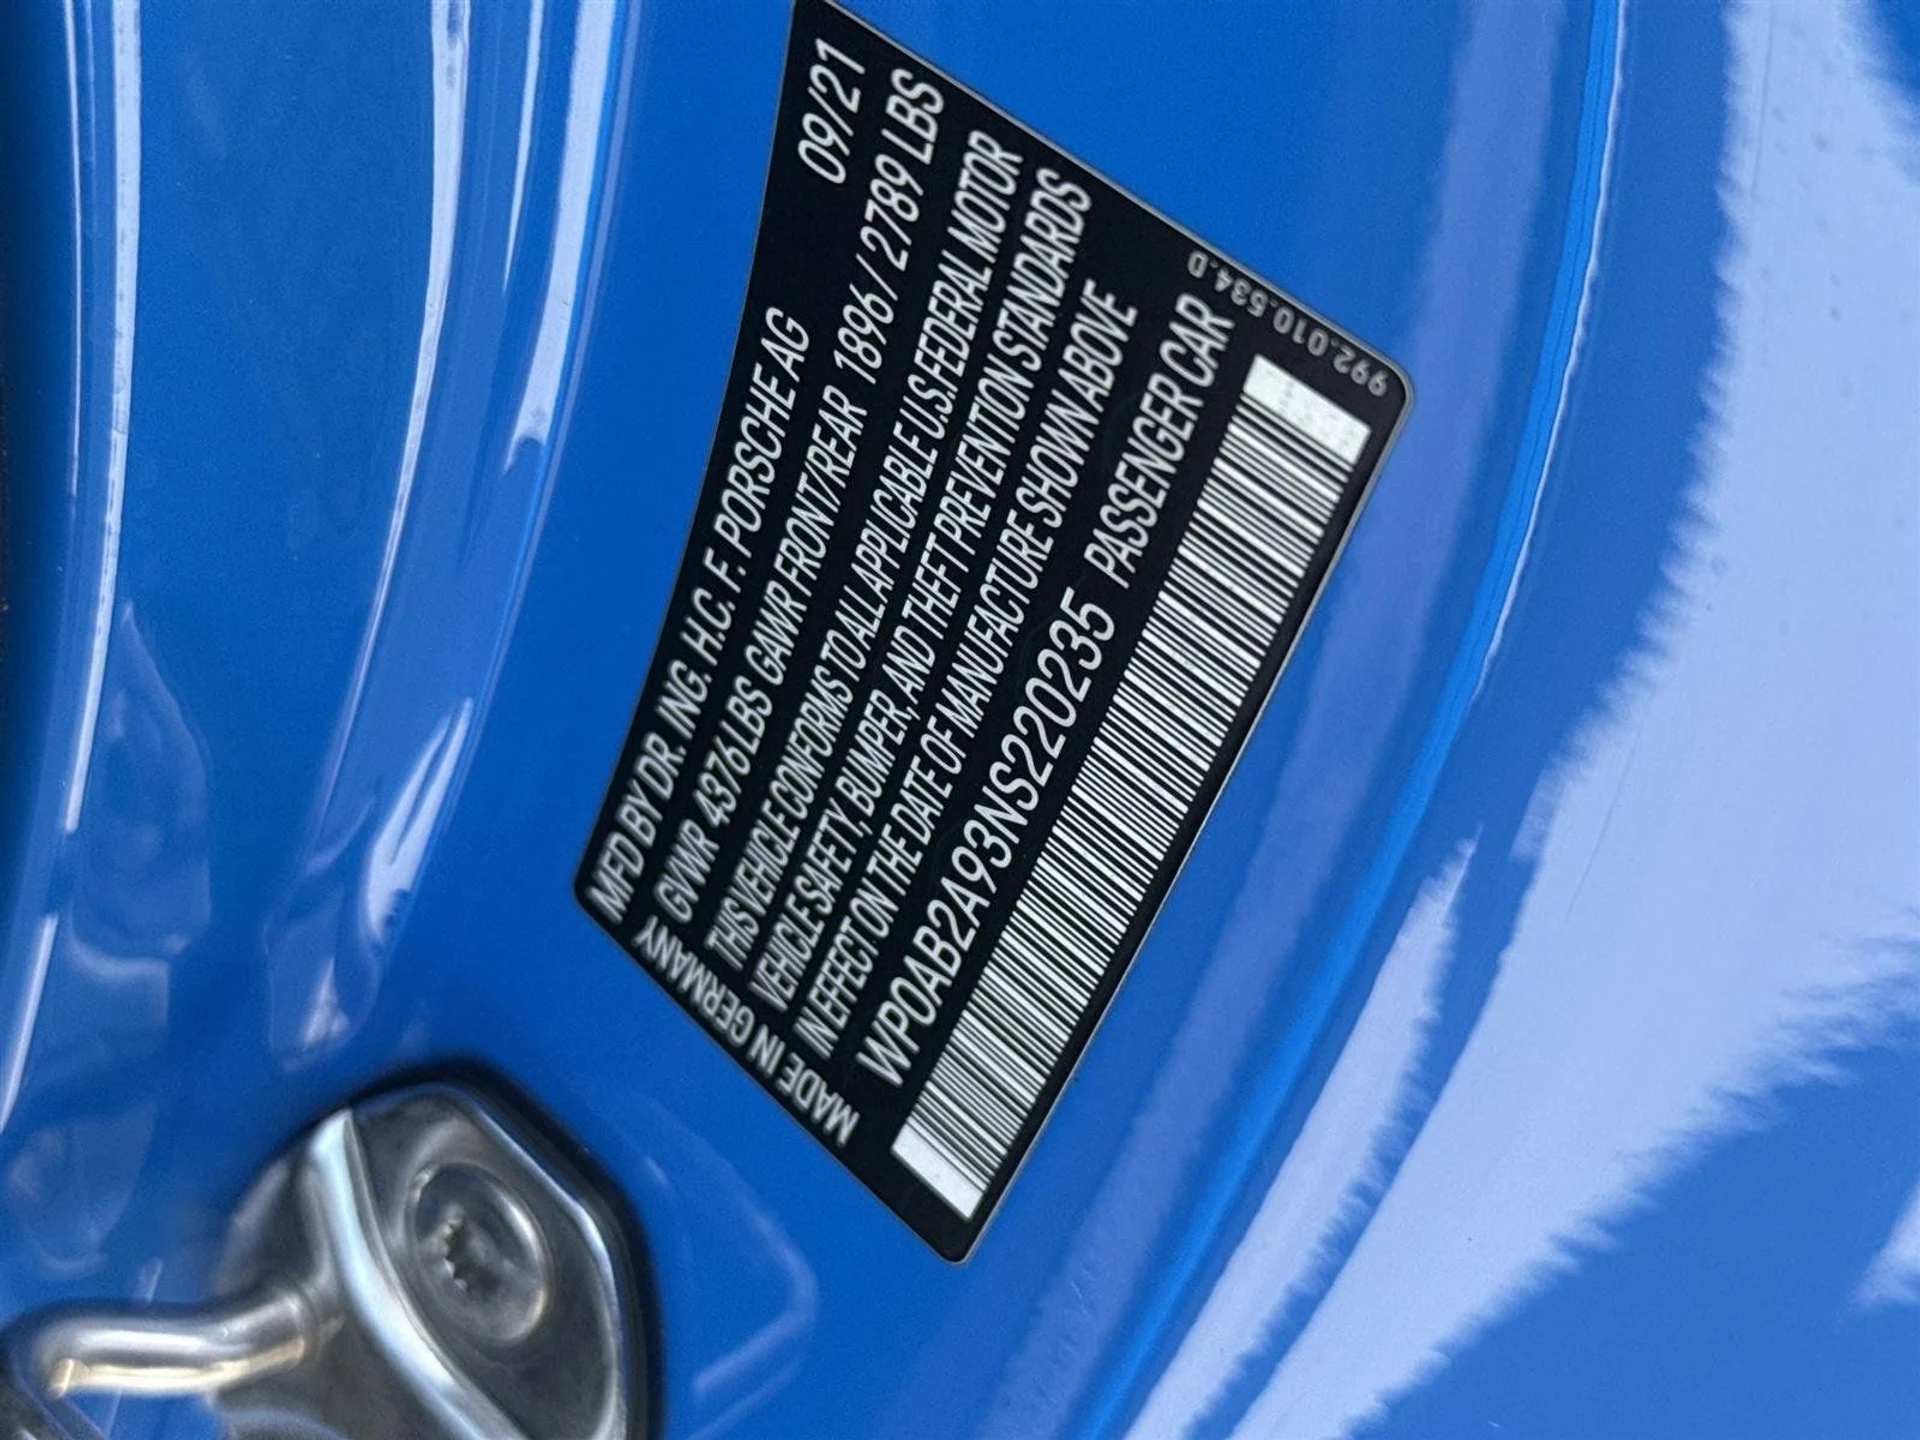 MFD BY DR. ING. H.C. F. PORSCHE AG 09/21
MADE IN GERMANY
GVWR 4376 LBS GAWR FRONT/REAR 1896 / 2789 LBS
THIS VEHICLE CONFORMS TO ALL APPLICABLE U.S. FEDERAL MOTOR
VEHICLE SAFETY, BUMPER, AND THEFT PREVENTION STANDARDS
IN EFFECT ON THE DATE OF MANUFACTURE SHOWN ABOVE
WP0AB2A93NS220235 PASSENGER CAR
992.010.534.D